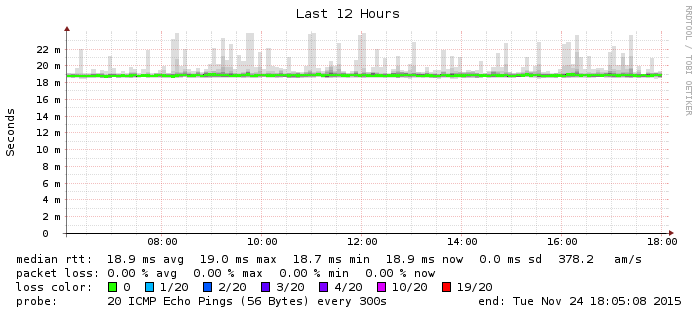 Last 12 Hours
RRDTOOL / TOBI OETIKER
Seconds
22 m
20 m
18 m
16 m
14 m
12 m
10 m
8 m
6 m
4 m
2 m
0
08:00 10:00 12:00 14:00 16:00 18:00
median rtt: 18.9 ms avg 19.0 ms max 18.7 ms min 18.9 ms now 0.0 ms sd 378.2 am/s
packet loss: 0.00 % avg 0.00 % max 0.00 % min 0.00 % now
loss color: 0 1/20 2/20 3/20 4/20 10/20 19/20
probe: 20 ICMP Echo Pings (56 Bytes) every 300s end: Tue Nov 24 18:05:08 2015